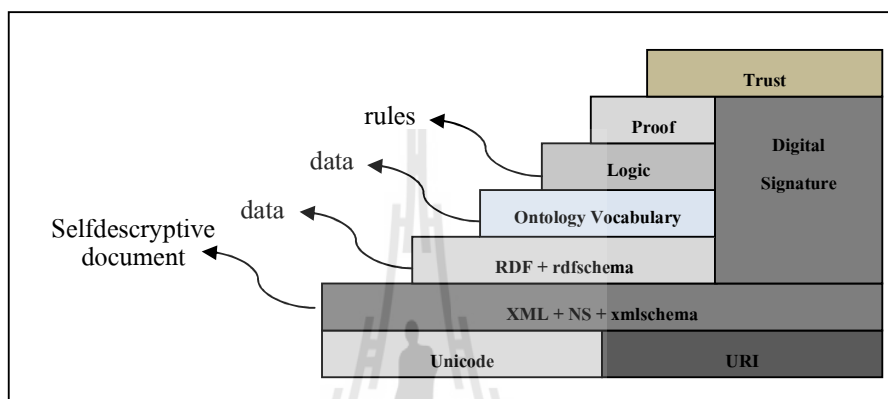 Trust
rules
Proof
Digital
Signature
data
Logic
Ontology Vocabulary
data
Selfdescryptive
document
RDF + rdfschema
XML + NS + xmlschema
Unicode
URI